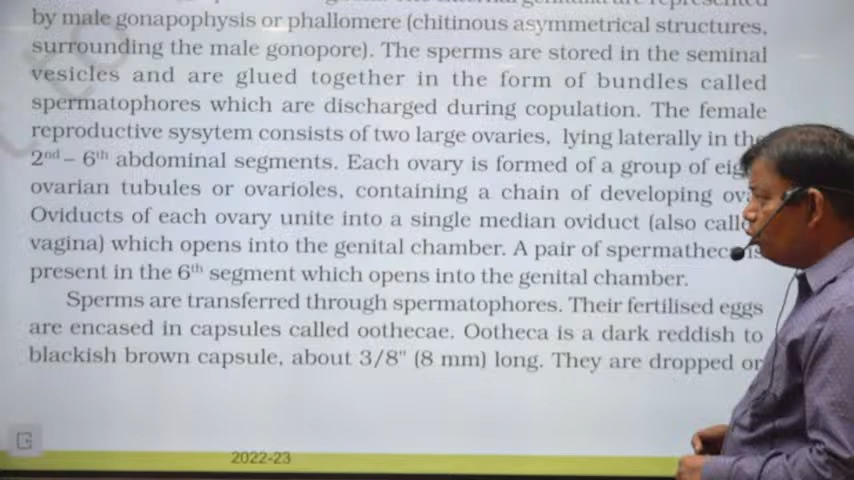 by male gonapophysis or phallomere (chitinous asymmetrical structures,
surrounding the male gonopore). The sperms are stored in the seminal
vesicles and are glued together in the form of bundles called
spermatophores which are discharged during copulation. The female
reproductive sysytem consists of two large ovaries, lying laterally in the
2nd – 6th abdominal segments. Each ovary is formed of a group of
ovarian tubules or ovarioles, containing a chain of developing
Oviducts of each ovary unite into a single median oviduct (also
vagina) which opens into the genital chamber. A pair of
present in the 6th segment which opens into the genital chamber.
Sperms are transferred through spermatophores. Their fertilised eggs
are encased in capsules called oothecae. Ootheca is a dark reddish to
blackish brown capsule, about 3/8" (8 mm) long. They are dropped or
2022-23